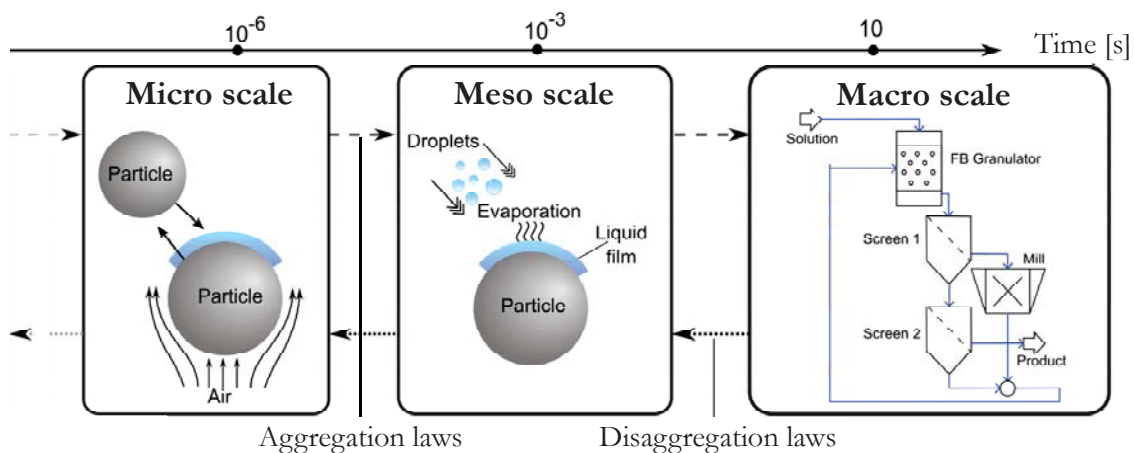 10-6
10-3
10
Time [s]
Micro scale
Particle
Particle
Air
Meso scale
Droplets
Evaporation
Liquid
film
Particle
Macro scale
Solution
FB Granulator
Screen 1
Mill
Screen 2
Product
Aggregation laws
Disaggregation laws